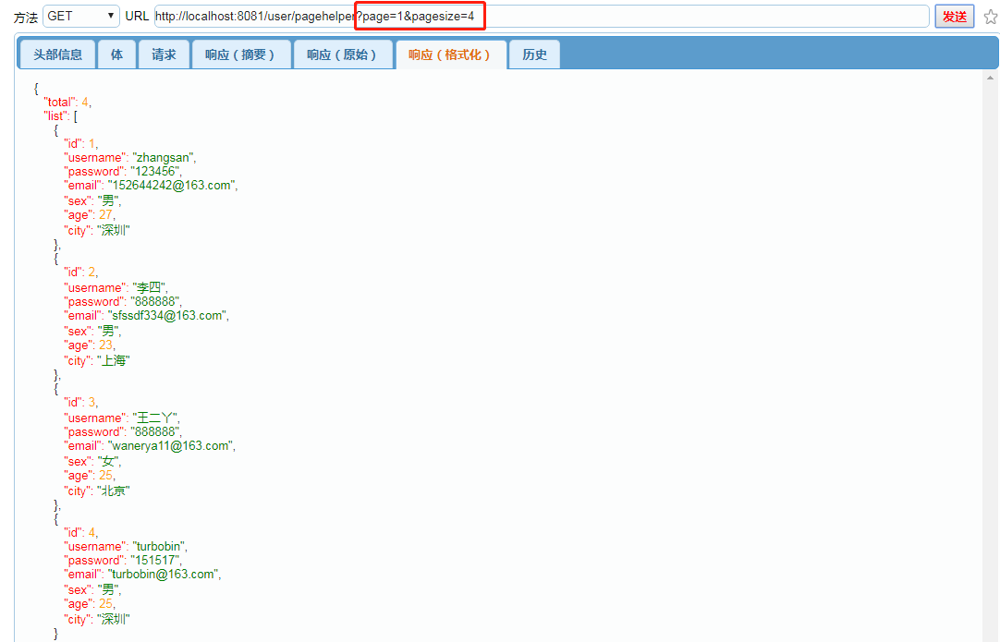 方法 GET URL http://localhost:8081/user/pagehelper?page=1&pagesize=4 发送
头部信息 体 请求 响应（摘要） 响应（原始） 响应（格式化） 历史
{
"total": 4,
"list": [
{
"id": 1,
"username": "zhangsan",
"password": "123456",
"email": "152644242@163.com",
"sex": "男",
"age": 27,
"city": "深圳"
},
{
"id": 2,
"username": "李四",
"password": "888888",
"email": "sfssdf334@163.com",
"sex": "男",
"age": 23,
"city": "上海"
},
{
"id": 3,
"username": "王二丫",
"password": "888888",
"email": "wanerya11@163.com",
"sex": "女",
"age": 25,
"city": "北京"
},
{
"id": 4,
"username": "turbobin",
"password": "151517",
"email": "turbobin@163.com",
"sex": "男",
"age": 25,
"city": "深圳"
}